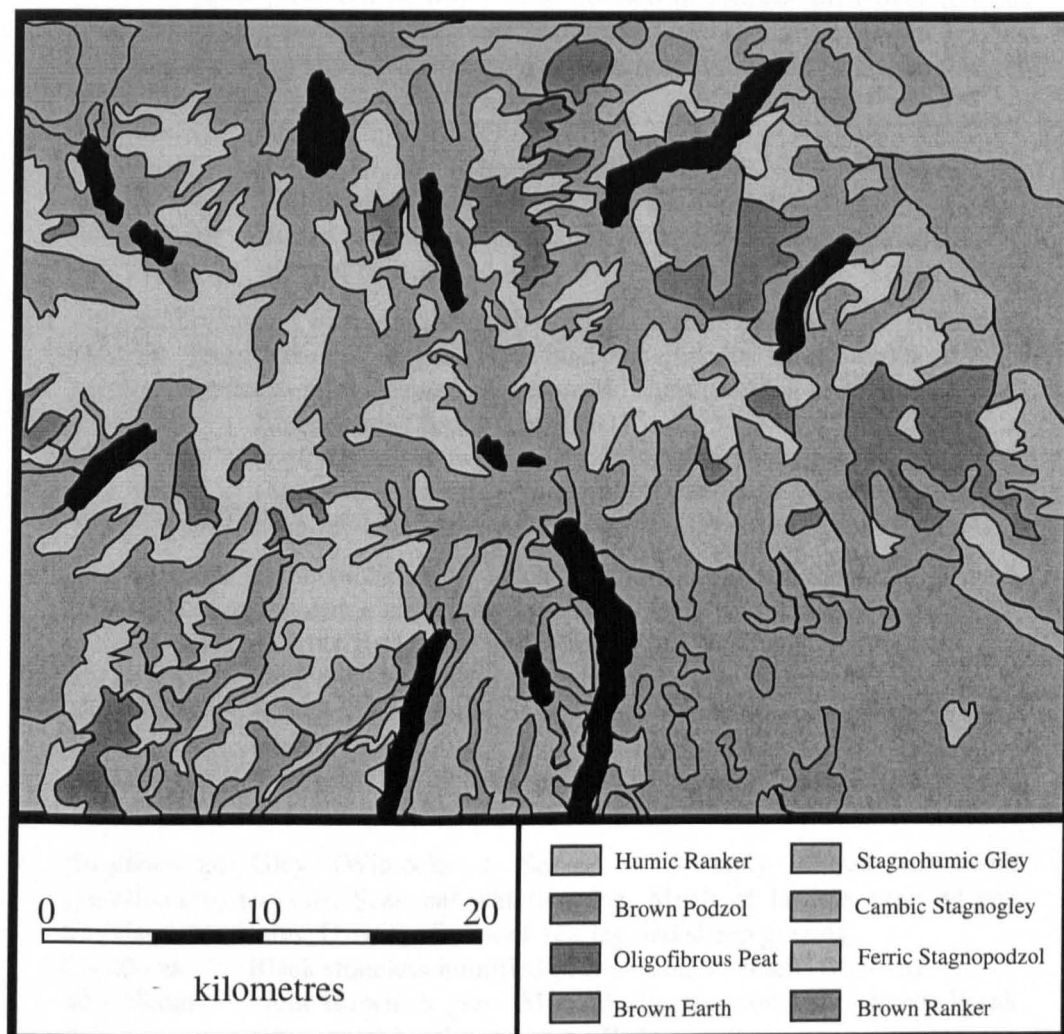 0 10 20
kilometres
Humic Ranker
Brown Podzol
Oligofibrous Peat
Brown Earth
Stagnohumic Gley
Cambic Stagnogley
Ferric Stagnopodzol
Brown Ranker